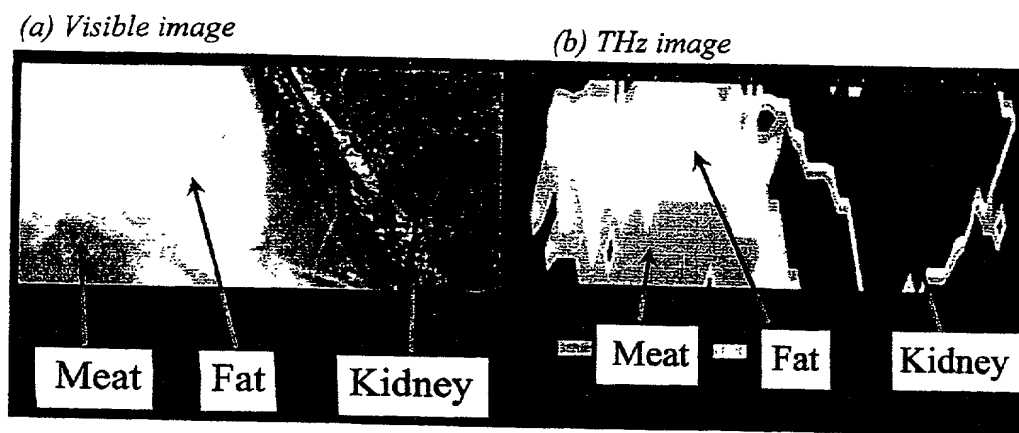 (a) Visible image
(b) THz image
Meat
Fat
Kidney
Meat
Fat
Kidney